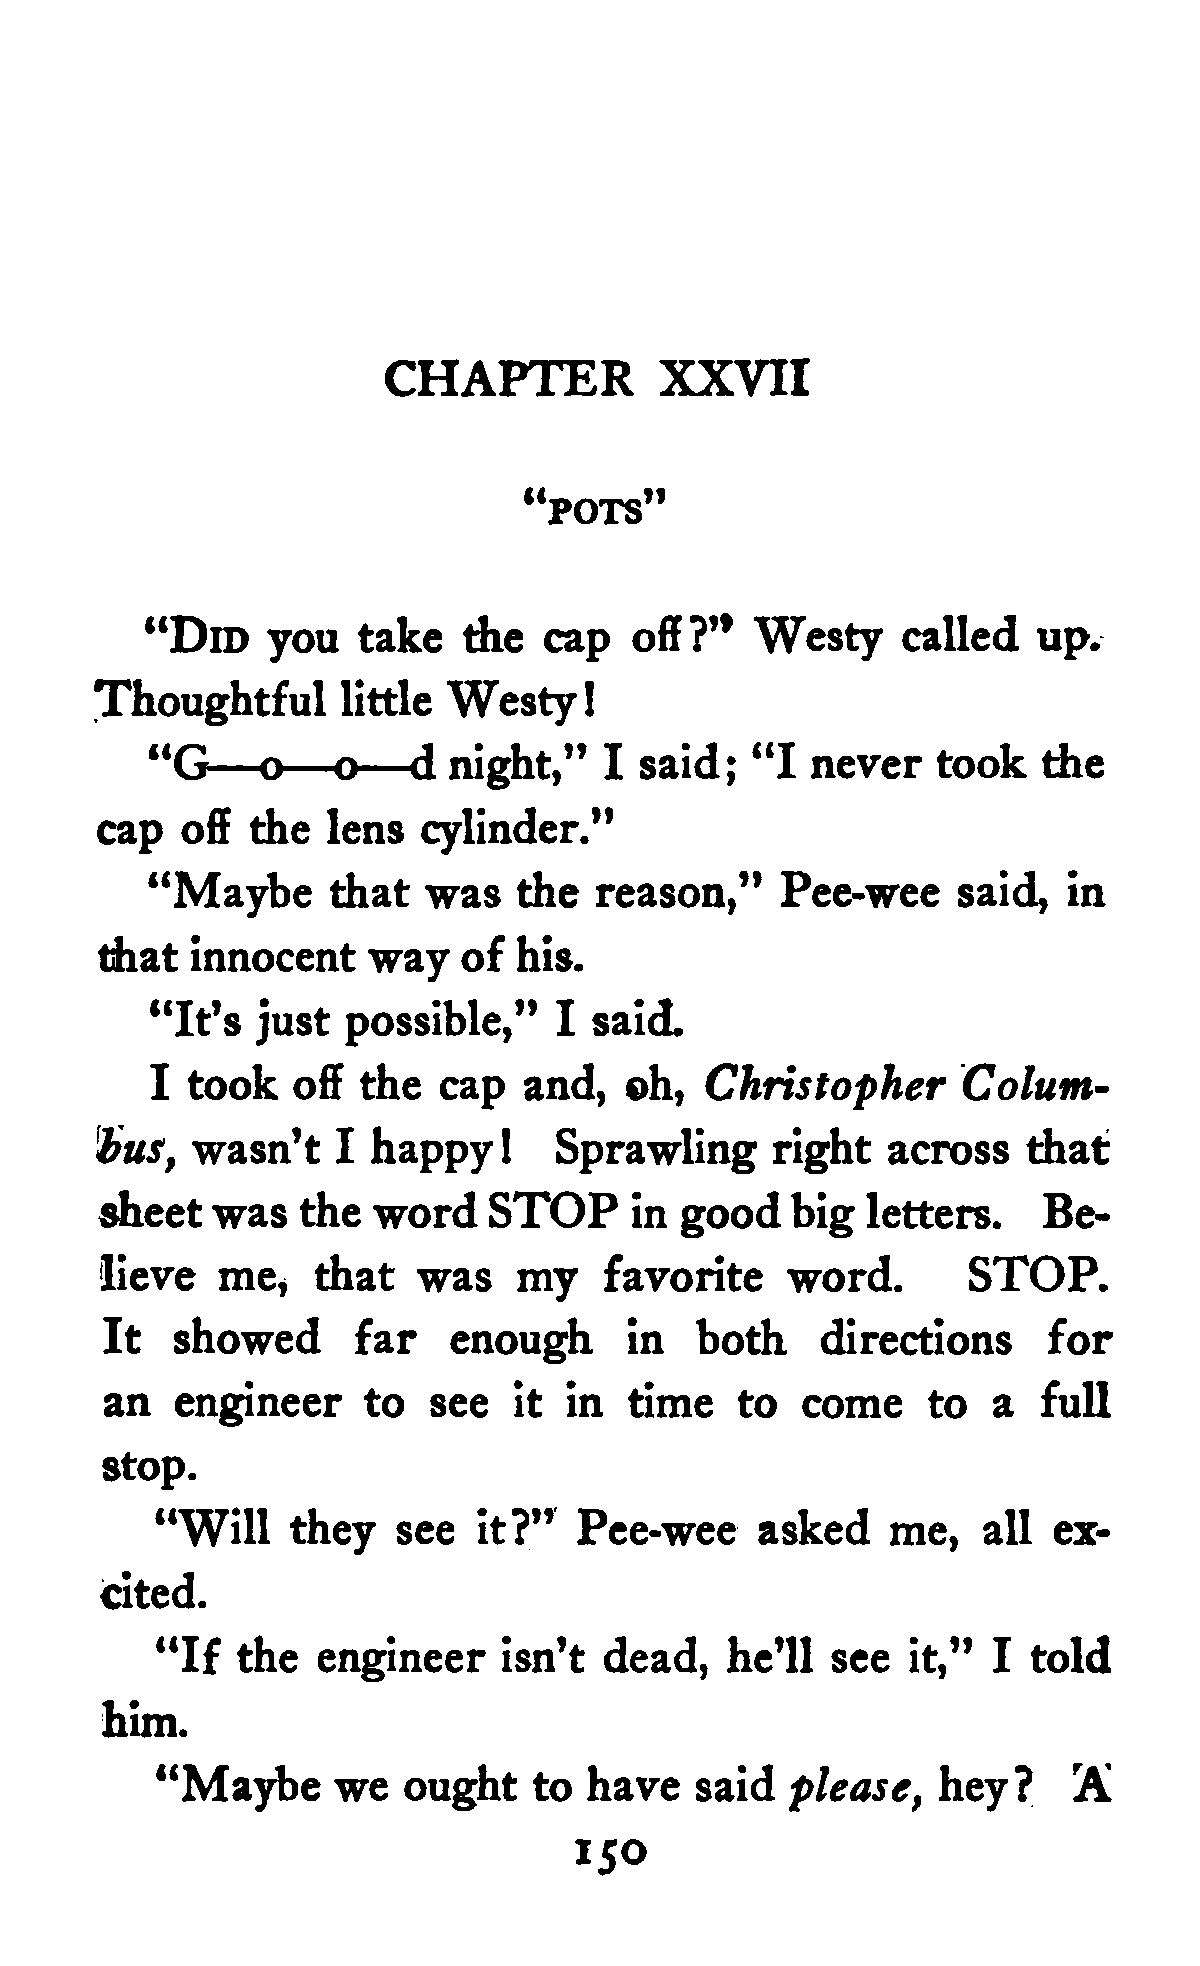 CHAPTER XXVII
"POTS"
"DID you take the cap off?" Westy called up.
Thoughtful little Westy!
"G—o—o—d night," I said; "I never took the
cap off the lens cylinder."
"Maybe that was the reason," Pee-wee said, in
that innocent way of his.
"It's just possible," I said.
I took off the cap and, oh, Christopher Colum-
bus, wasn't I happy! Sprawling right across that
sheet was the word STOP in good big letters. Be-
lieve me, that was my favorite word. STOP.
It showed far enough in both directions for
an engineer to see it in time to come to a full
stop.
"Will they see it?" Pee-wee asked me, all ex-
cited.
"If the engineer isn't dead, he'll see it," I told
him.
"Maybe we ought to have said please, hey? A
150